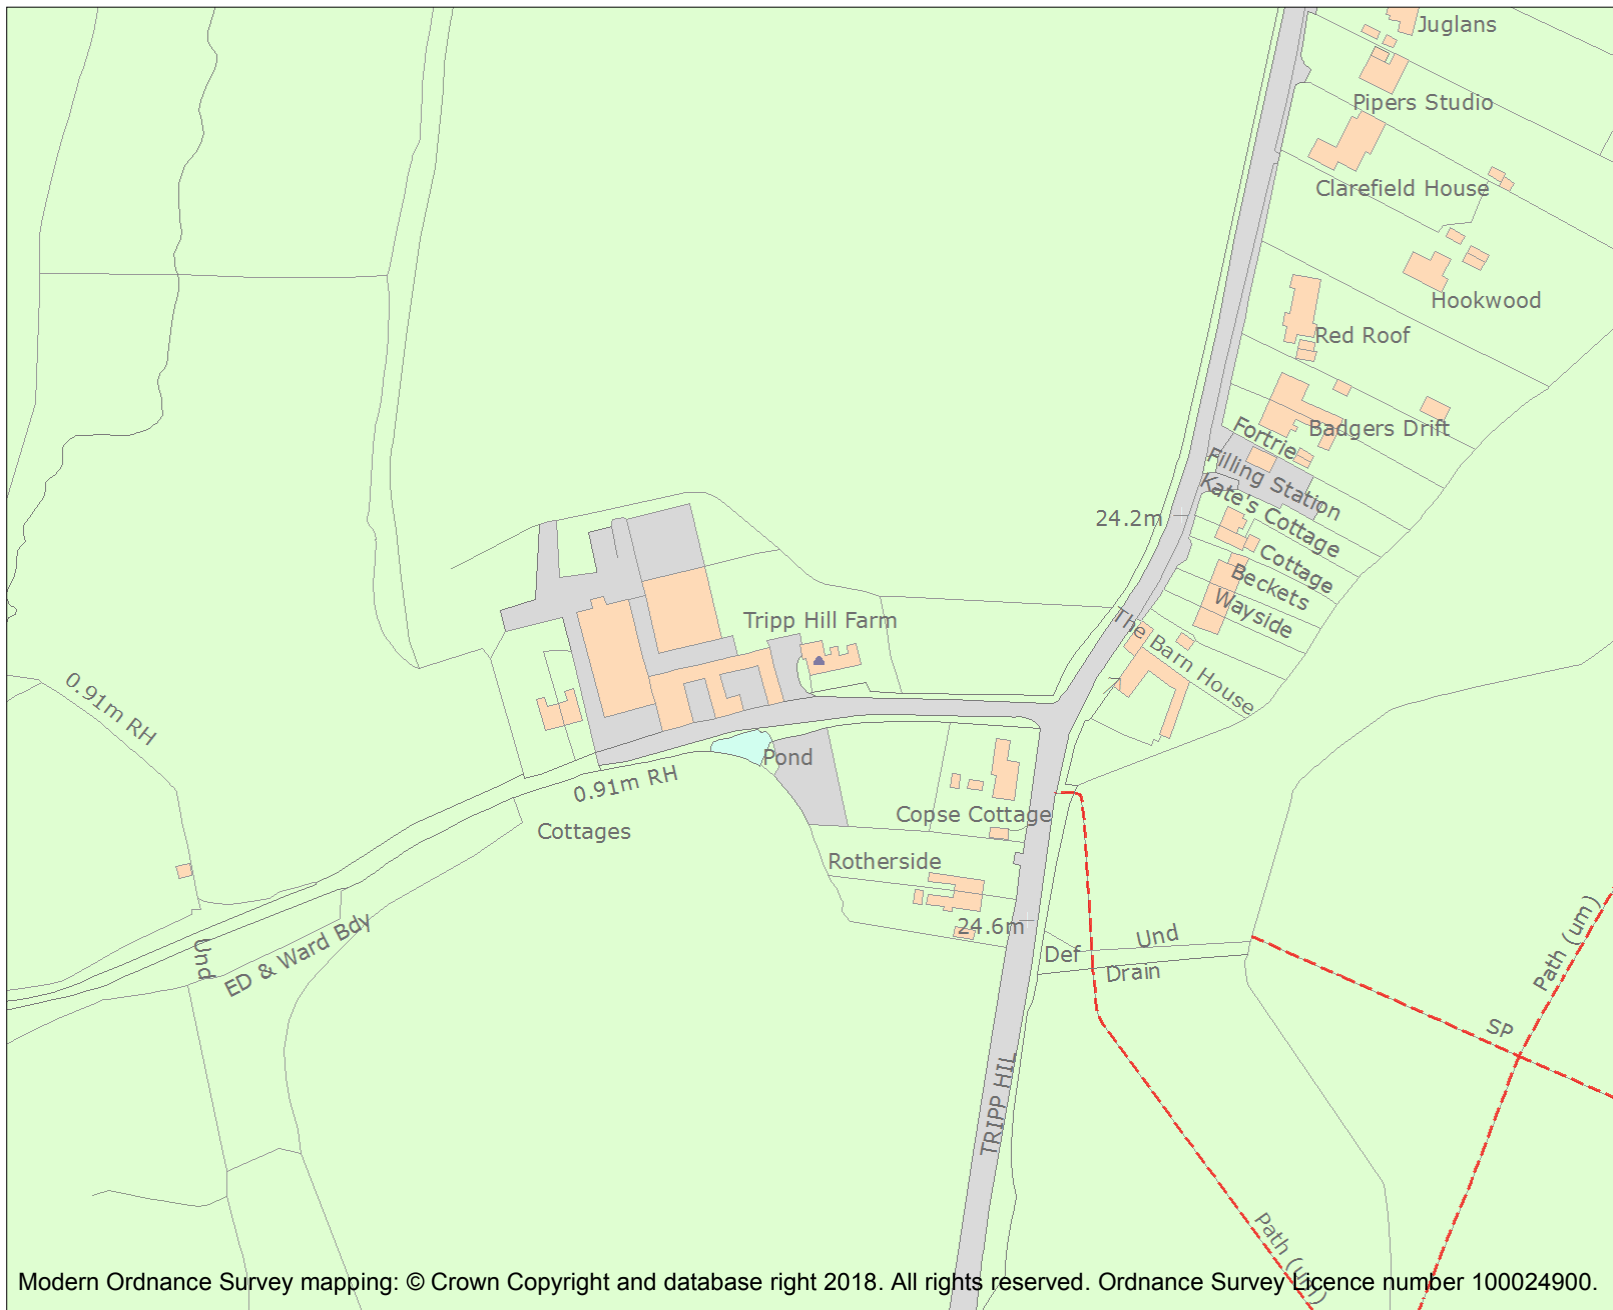 Juglans
Pipers Studio
Clarefield House
Hookwood
Red Roof
Badgers Drift
Fortrie
Filling Station
Kate's Cottage
24.2m
Cottage
Beckets
Wayside
The Barn House
Tripp Hill Farm
0.91m RH
Pond
0.91m RH
Copse Cottage
Cottages
Rotherside
24.6m
Und
ED & Ward Bdy
Def
Und
Drain
Path (um)
SP
TRIPP HIL
Path (um)
Modern Ordnance Survey mapping: © Crown Copyright and database right 2018. All rights reserved. Ordnance Survey Licence number 100024900.